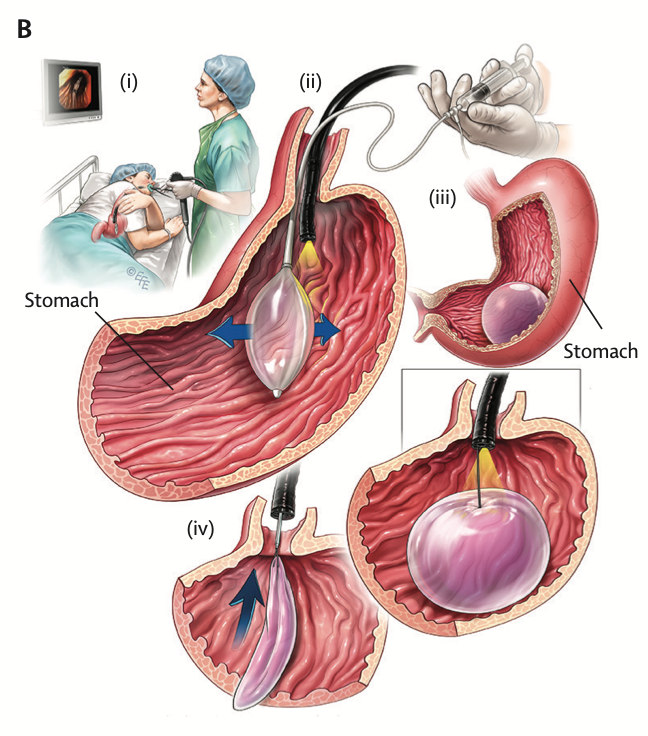 B
(i)
(ii)
(iii)
©EFE
Stomach
Stomach
(iv)